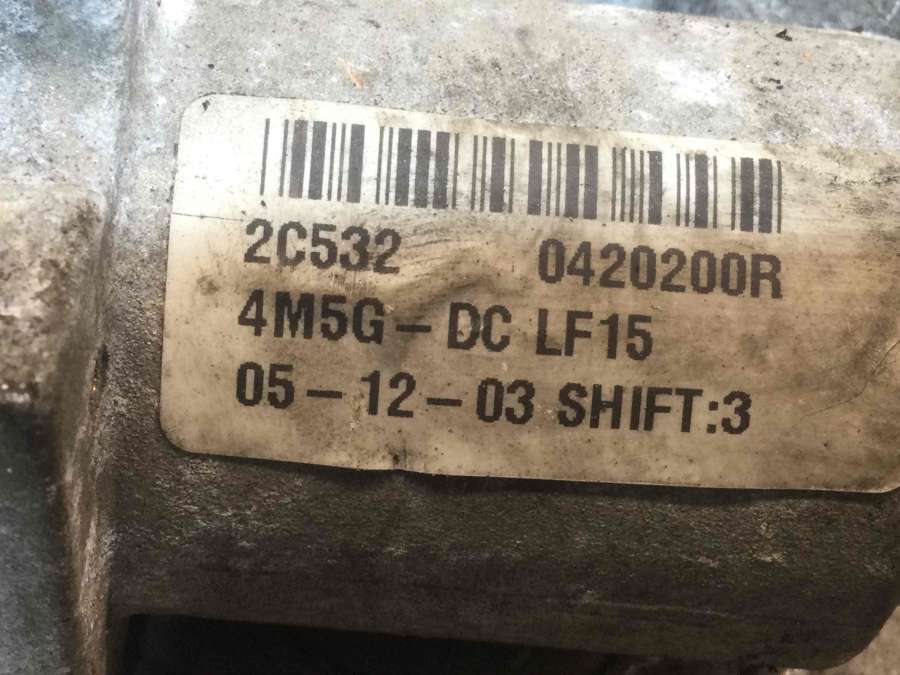 2C532 0420200R
4M5G-DC LF15
05-12-03 SHIFT:3